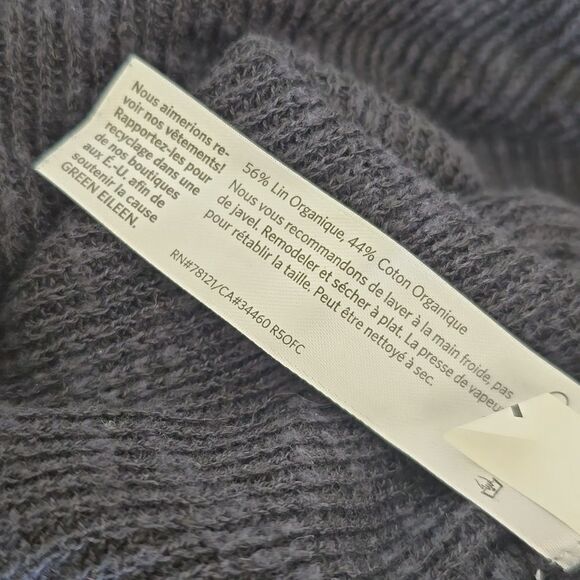 Nous aimerions re-
voir nos vêtements!
Rapportez-les pour
recyclage dans une
de nos boutiques
aux É.-U. afin de
soutenir la cause
GREEN EILEEN.
56% Lin Organique, 44% Coton Organique
Nous vous recommandons de laver à la main froide, pas
de javel. Remodeler et sécher à plat. La presse de vapeur
pour rétablir la taille. Peut être nettoyé à sec.
RN#78121/CA#34460 R5OFC